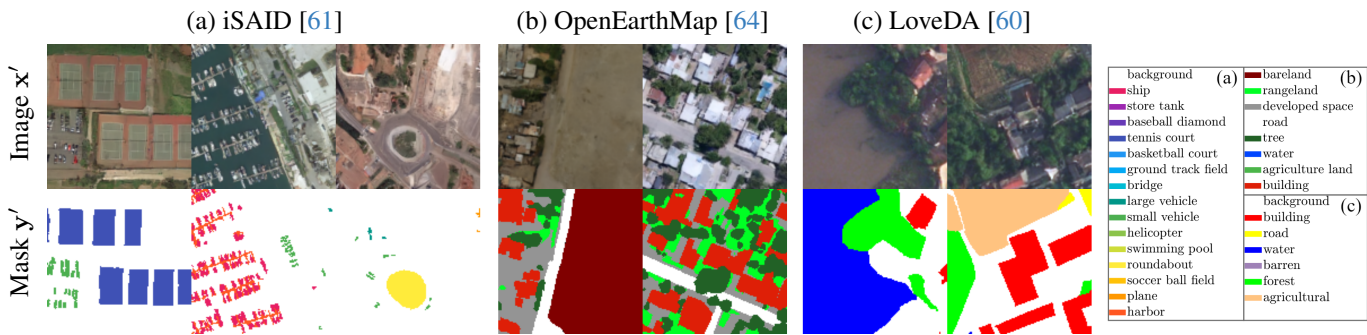 (a) iSAID [61]
(b) OpenEarthMap [64]
(c) LoveDA [60]
Image x′
Mask y′
background (a)
ship
store tank
baseball diamond
tennis court
basketball court
ground track field
bridge
large vehicle
small vehicle
helicopter
swimming pool
roundabout
soccer ball field
plane
harbor
bareland (b)
rangeland
developed space
road
tree
water
agriculture land
building
background (c)
building
road
water
barren
forest
agricultural